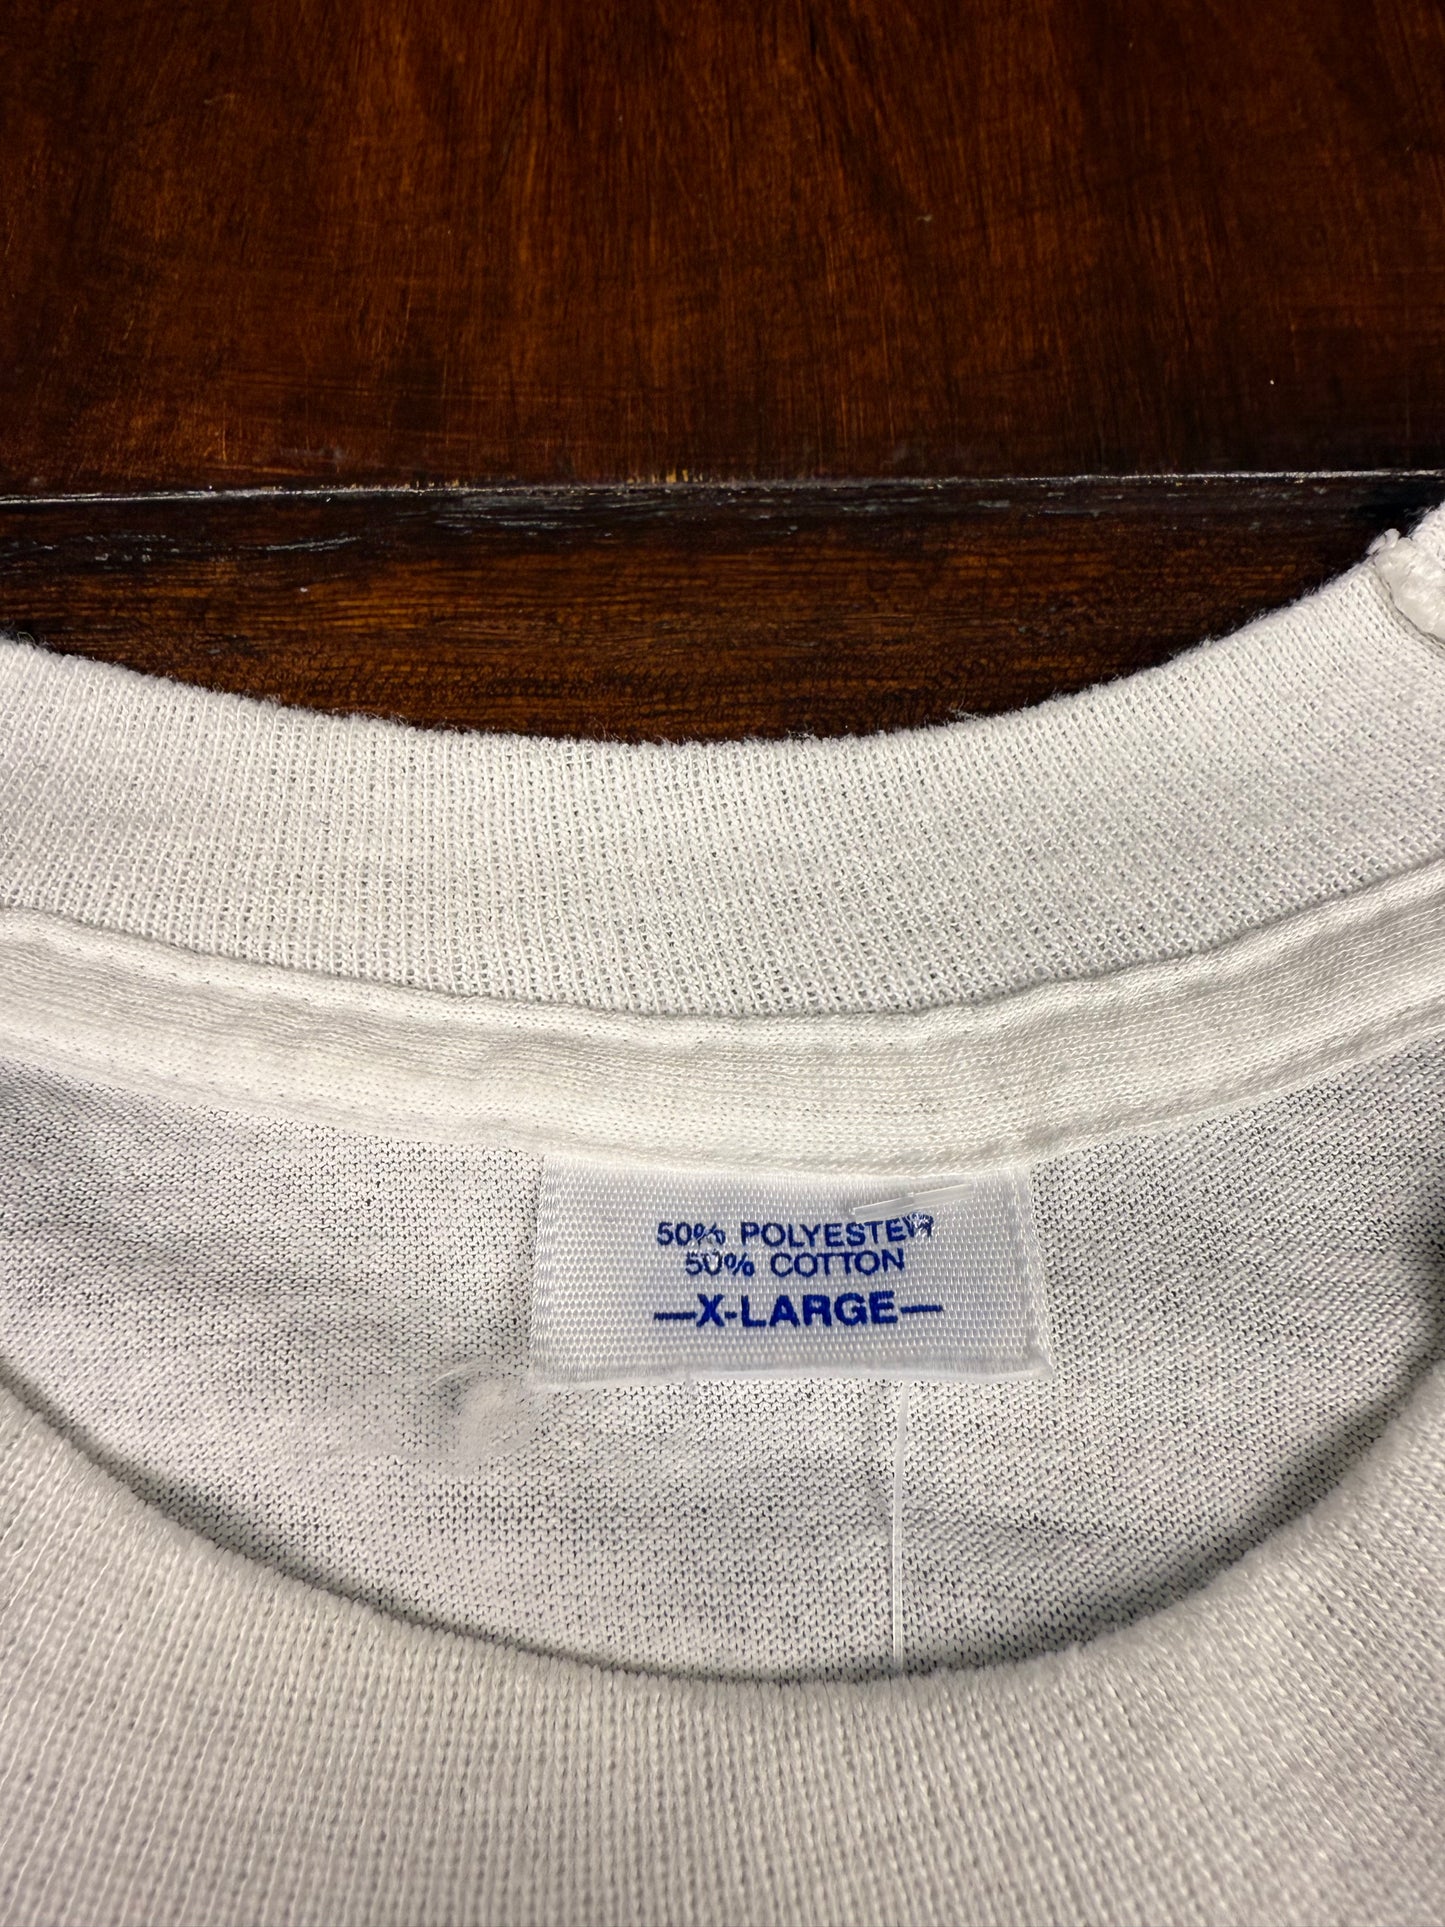 50% POLYESTER
50% COTTON
—X-LARGE—